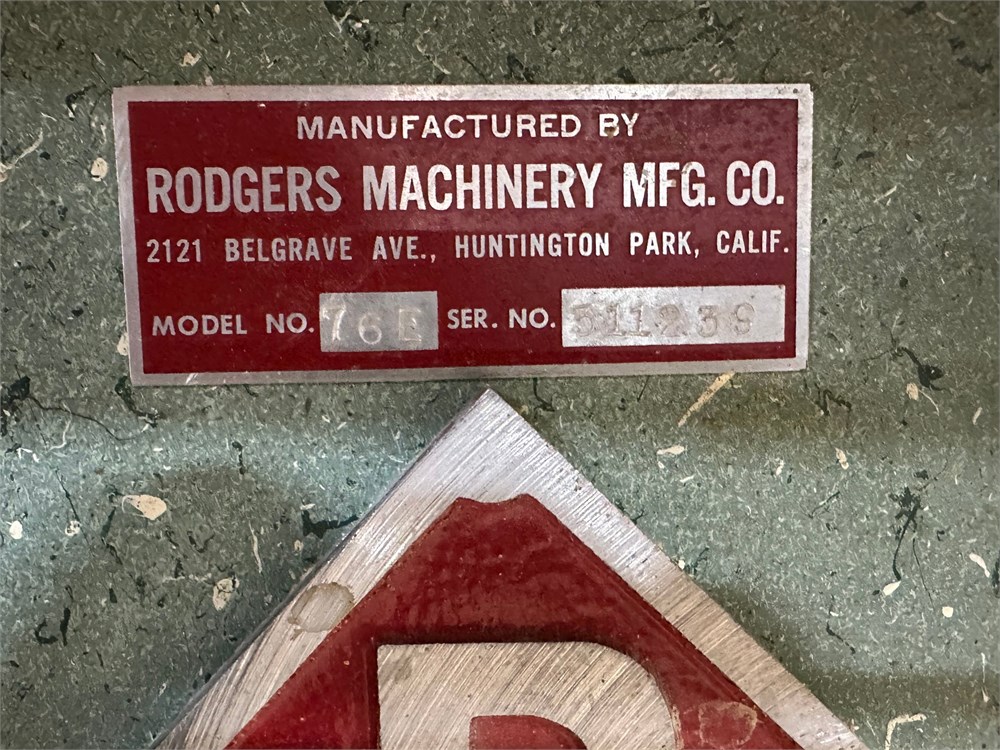 MANUFACTURED BY
RODGERS MACHINERY MFG. CO.
2121 BELGRAVE AVE., HUNTINGTON PARK, CALIF.
MODEL NO. 76E SER. NO. 511239
R